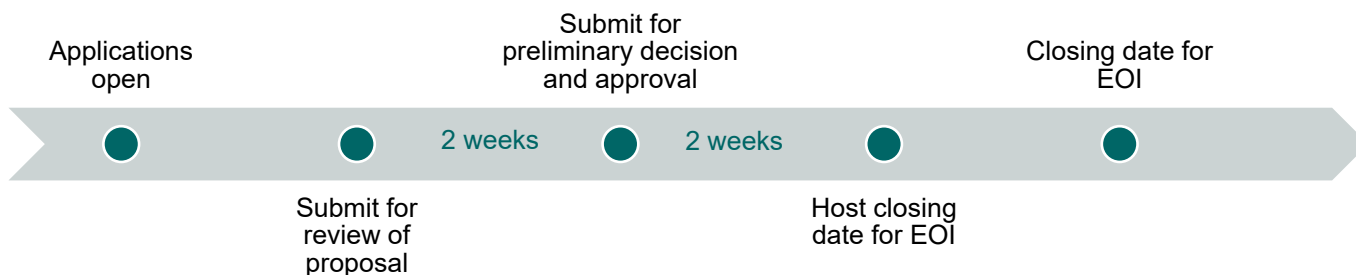 Applications
open
Submit for
review of
proposal
2 weeks
Submit for
preliminary decision
and approval
2 weeks
Host closing
date for EOI
Closing date for
EOI